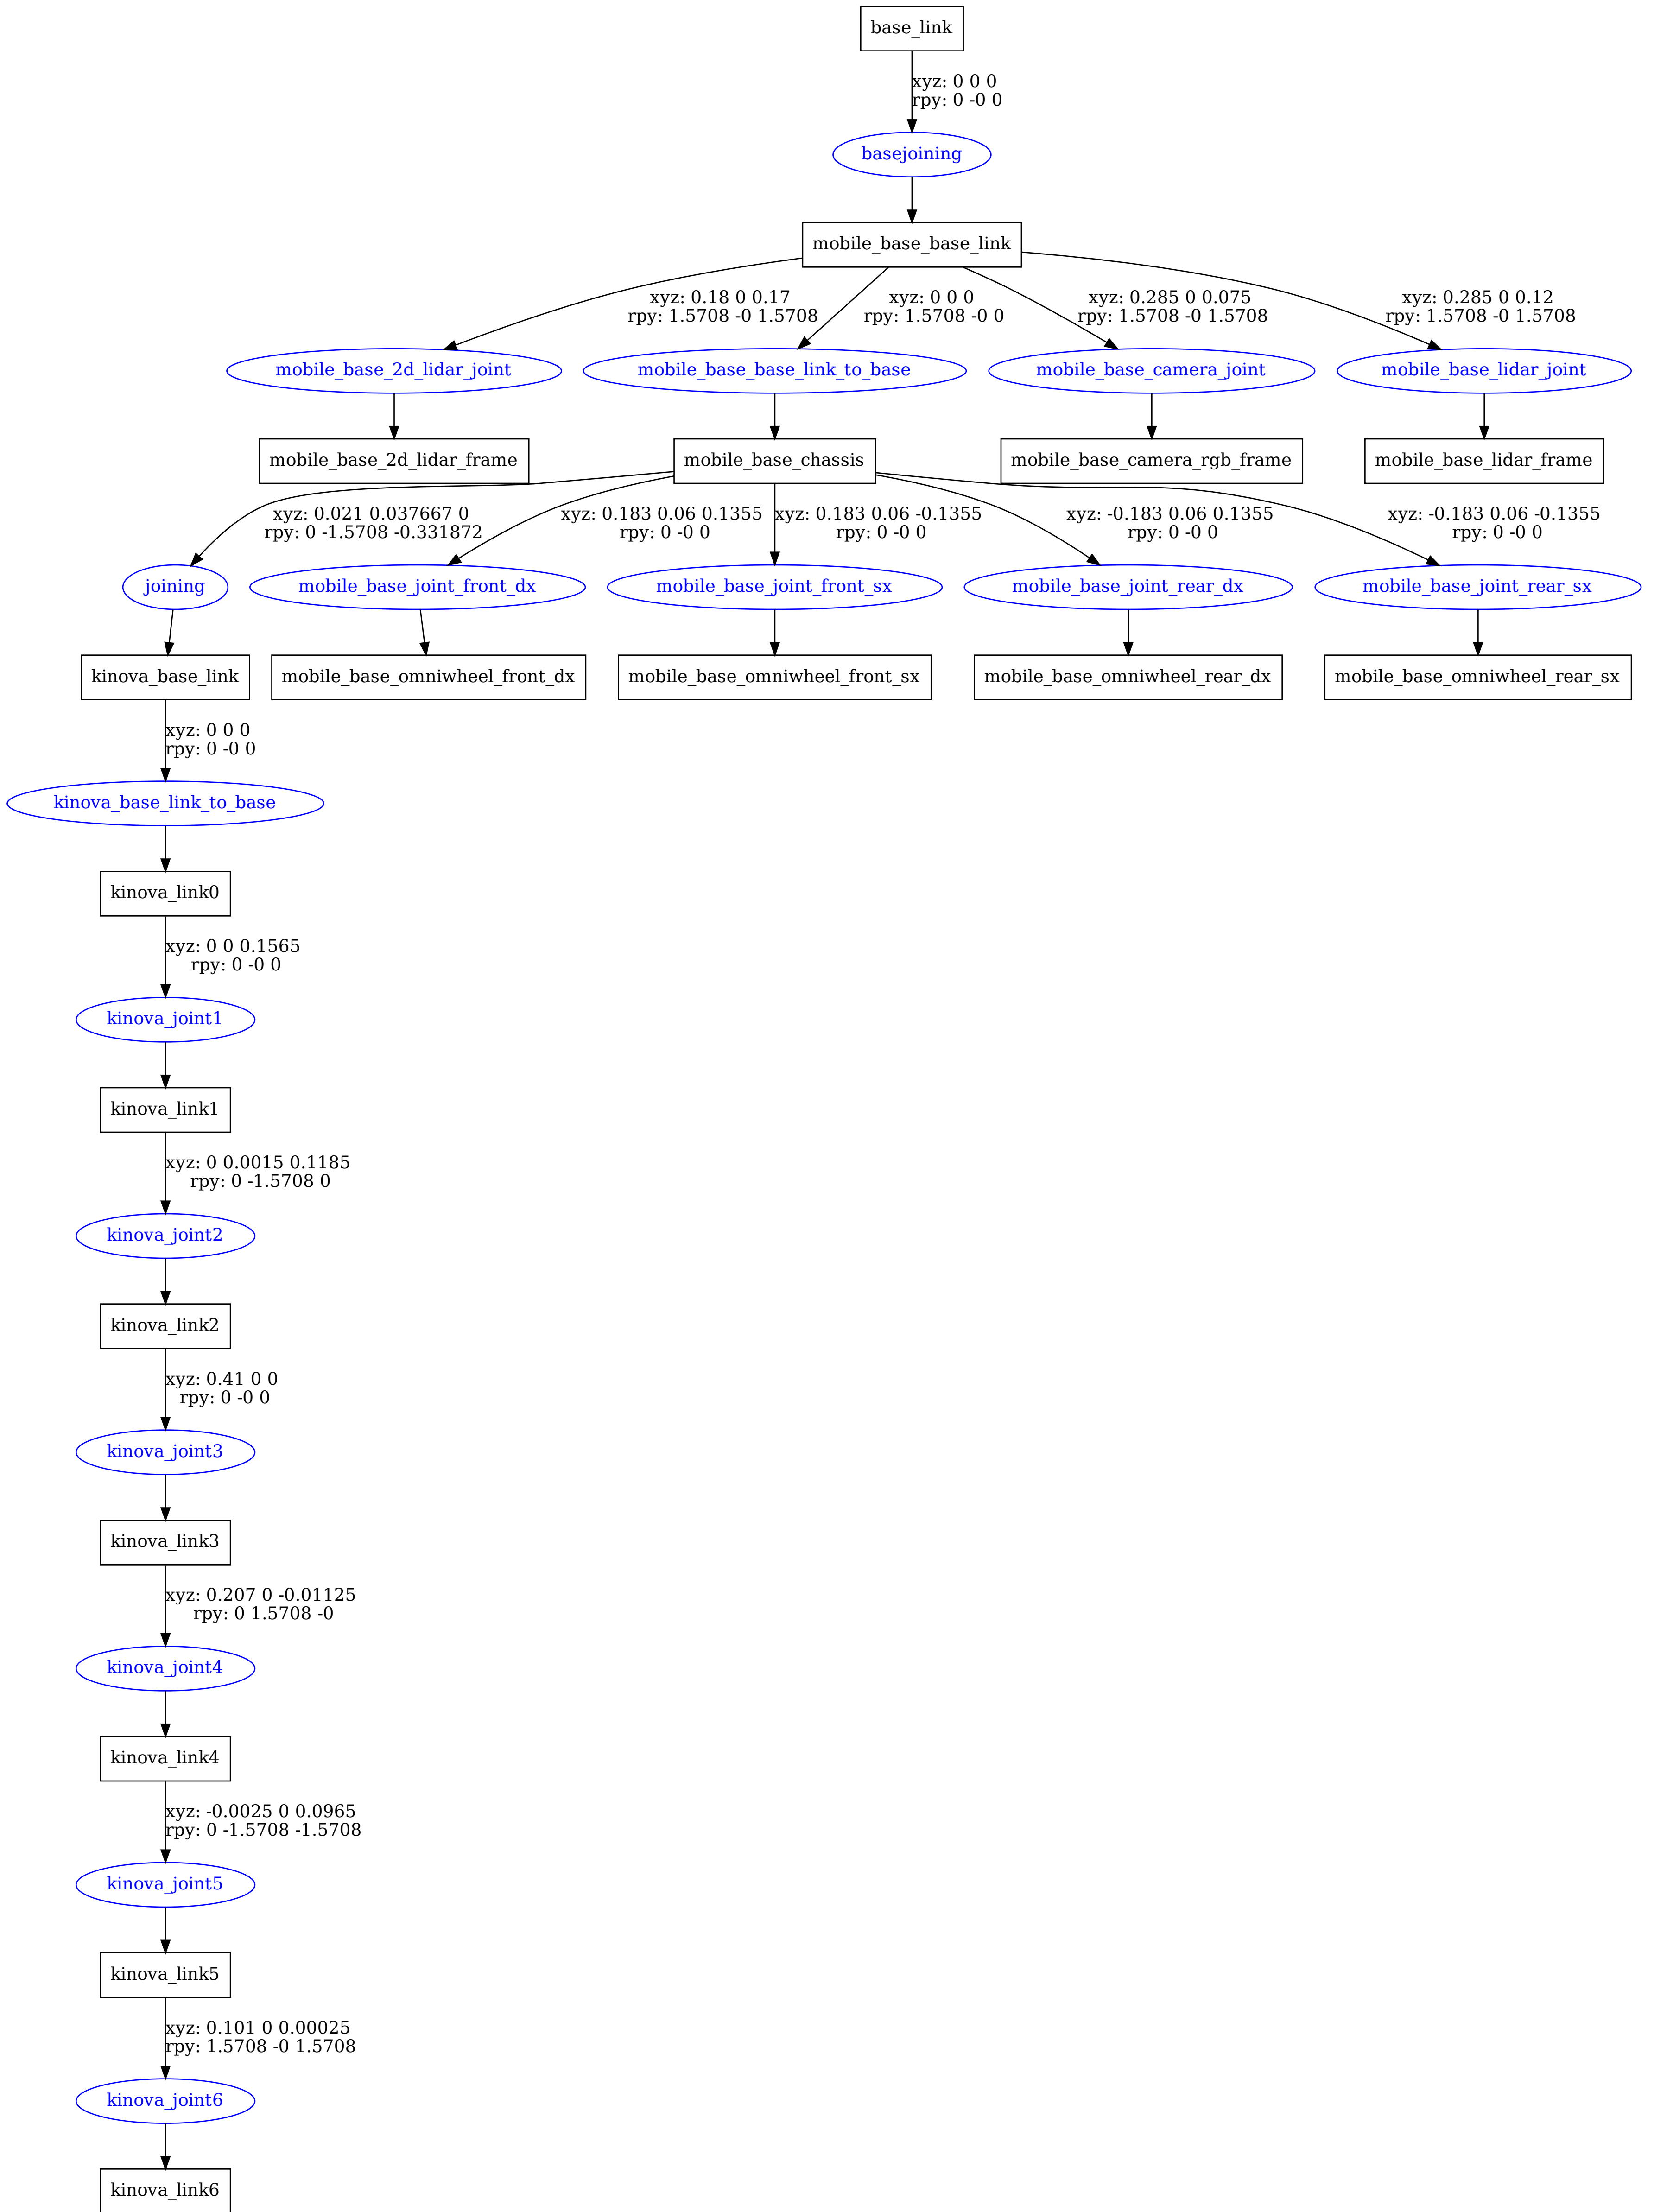 base_link
xyz: 0 0 0
rpy: 0 -0 0
basejoining
mobile_base_base_link
xyz: 0.18 0 0.17
rpy: 1.5708 -0 1.5708
xyz: 0 0 0
rpy: 1.5708 -0 0
xyz: 0.285 0 0.075
rpy: 1.5708 -0 1.5708
xyz: 0.285 0 0.12
rpy: 1.5708 -0 1.5708
mobile_base_2d_lidar_joint
mobile_base_base_link_to_base
mobile_base_camera_joint
mobile_base_lidar_joint
mobile_base_2d_lidar_frame
mobile_base_chassis
mobile_base_camera_rgb_frame
mobile_base_lidar_frame
xyz: 0.021 0.037667 0
rpy: 0 -1.5708 -0.331872
xyz: 0.183 0.06 0.1355
rpy: 0 -0 0
xyz: 0.183 0.06 -0.1355
rpy: 0 -0 0
xyz: -0.183 0.06 0.1355
rpy: 0 -0 0
xyz: -0.183 0.06 -0.1355
rpy: 0 -0 0
joining
mobile_base_joint_front_dx
mobile_base_joint_front_sx
mobile_base_joint_rear_dx
mobile_base_joint_rear_sx
kinova_base_link
mobile_base_omniwheel_front_dx
mobile_base_omniwheel_front_sx
mobile_base_omniwheel_rear_dx
mobile_base_omniwheel_rear_sx
xyz: 0 0 0
rpy: 0 -0 0
kinova_base_link_to_base
kinova_link0
xyz: 0 0 0.1565
rpy: 0 -0 0
kinova_joint1
kinova_link1
xyz: 0 0.0015 0.1185
rpy: 0 -1.5708 0
kinova_joint2
kinova_link2
xyz: 0.41 0 0
rpy: 0 -0 0
kinova_joint3
kinova_link3
xyz: 0.207 0 -0.01125
rpy: 0 1.5708 -0
kinova_joint4
kinova_link4
xyz: -0.0025 0 0.0965
rpy: 0 -1.5708 -1.5708
kinova_joint5
kinova_link5
xyz: 0.101 0 0.00025
rpy: 1.5708 -0 1.5708
kinova_joint6
kinova_link6